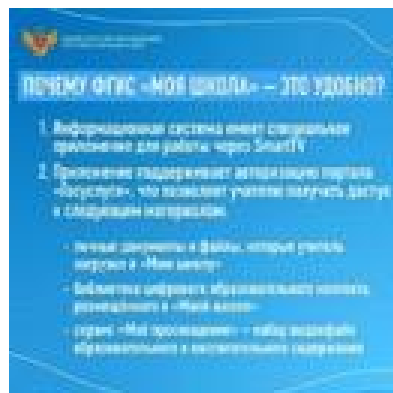 ПОЧЕМУ ФГИС «МОЯ ШКОЛА» – ЭТО УДОБНО?
1. Информационная система имеет специальное
приложение для работы через SmartTV
2. Приложение поддерживает авторизацию портала
«Госуслуги», что позволяет учителю получать доступ
к следующим материалам:
- личные документы и файлы, которые учитель
загрузил в «Мою школу»
- библиотека цифрового образовательного контента,
размещённого в «Моей школе»
- сервис «Моё просвещение» – набор видеофайлов
образовательного и воспитательного содержания